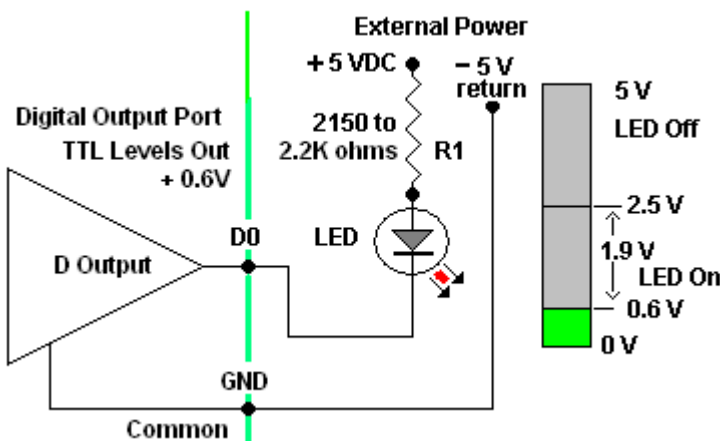 External Power
+ 5 VDC
− 5 V
return
5 V
Digital Output Port
TTL Levels Out
+ 0.6V
2150 to
2.2K ohms
R1
LED Off
D0
LED
2.5 V
1.9 V
D Output
LED On
0.6 V
0 V
GND
Common